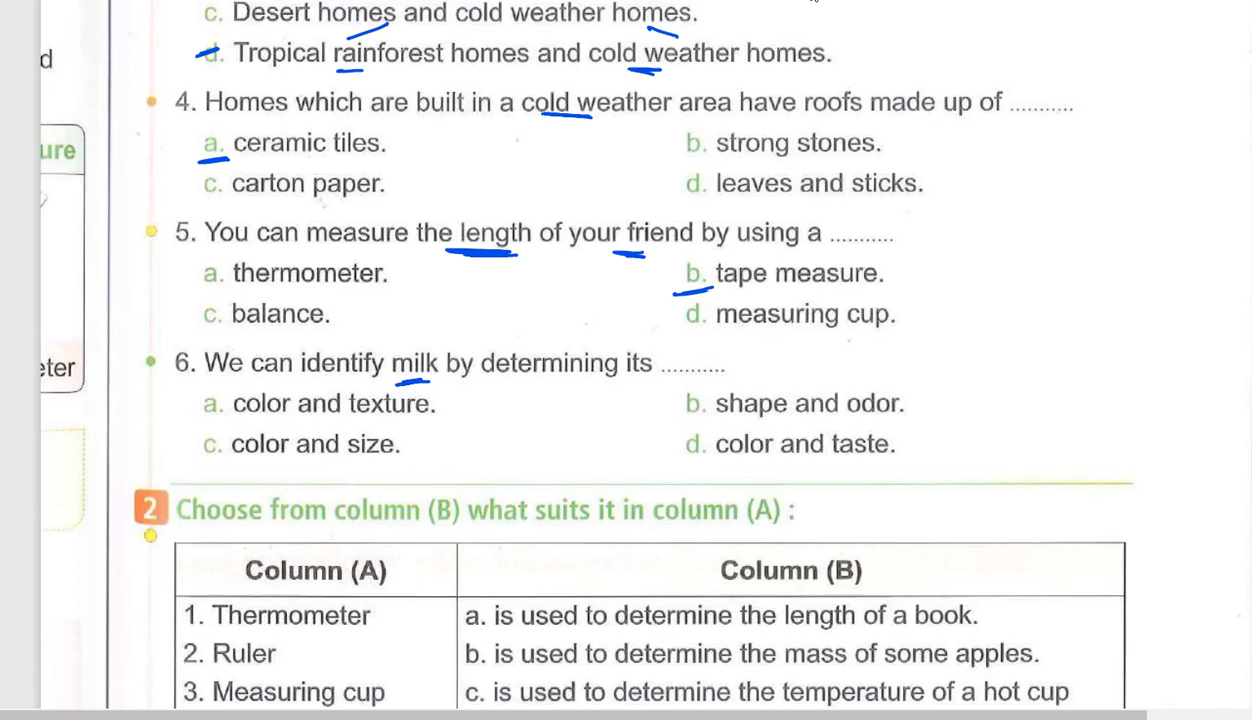 c. Desert homes and cold weather homes.
d. Tropical rainforest homes and cold weather homes.
d
4. Homes which are built in a cold weather area have roofs made up of ...........
ure
a. ceramic tiles. b. strong stones.
c. carton paper. d. leaves and sticks.
5. You can measure the length of your friend by using a ...........
a. thermometer. b. tape measure.
c. balance. d. measuring cup.
eter
6. We can identify milk by determining its ...........
a. color and texture. b. shape and odor.
c. color and size. d. color and taste.
2 Choose from column (B) what suits it in column (A) :
Column (A) Column (B)
1. Thermometer a. is used to determine the length of a book.
2. Ruler b. is used to determine the mass of some apples.
3. Measuring cup c. is used to determine the temperature of a hot cup